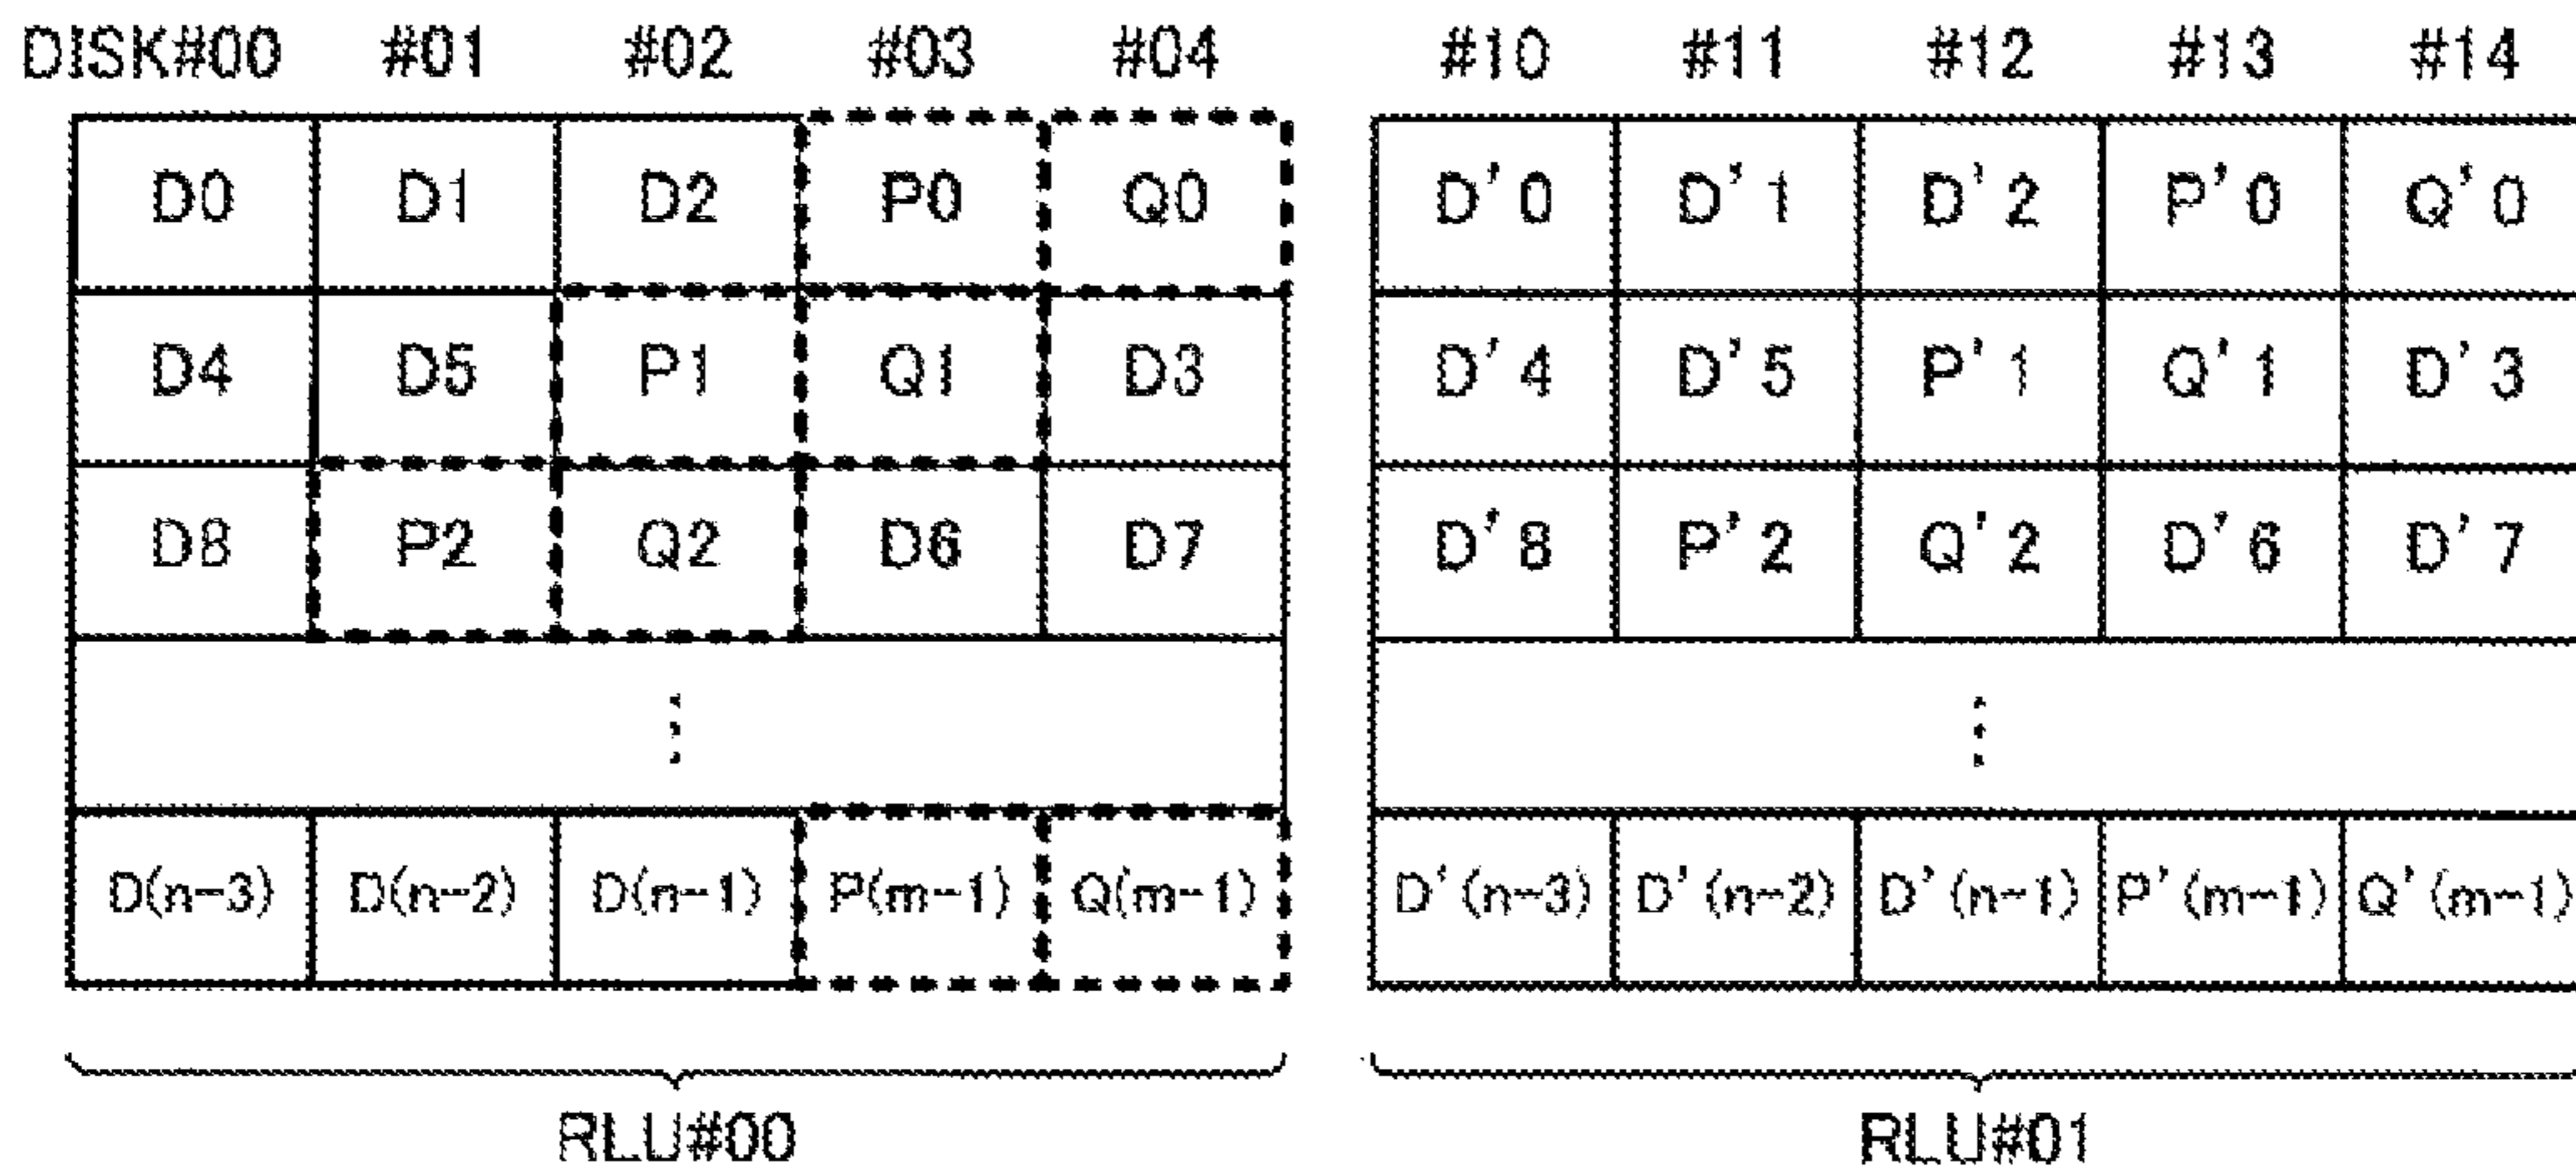 DISK#00 #01 #02 #03 #04 #10 #11 #12 #13 #14
D0 D1 D2 P0 Q0 D'0 D'1 D'2 P'0 Q'0
D4 D5 P1 Q1 D3 D'4 D'5 P'1 Q'1 D'3
D8 P2 Q2 D6 D7 D'8 P'2 Q'2 D'6 D'7
D(n-3) D(n-2) D(n-1) P(m-1) Q(m-1) D'(n-3) D'(n-2) D'(n-1) P'(m-1) Q'(m-1)
RLU#00 RLU#01